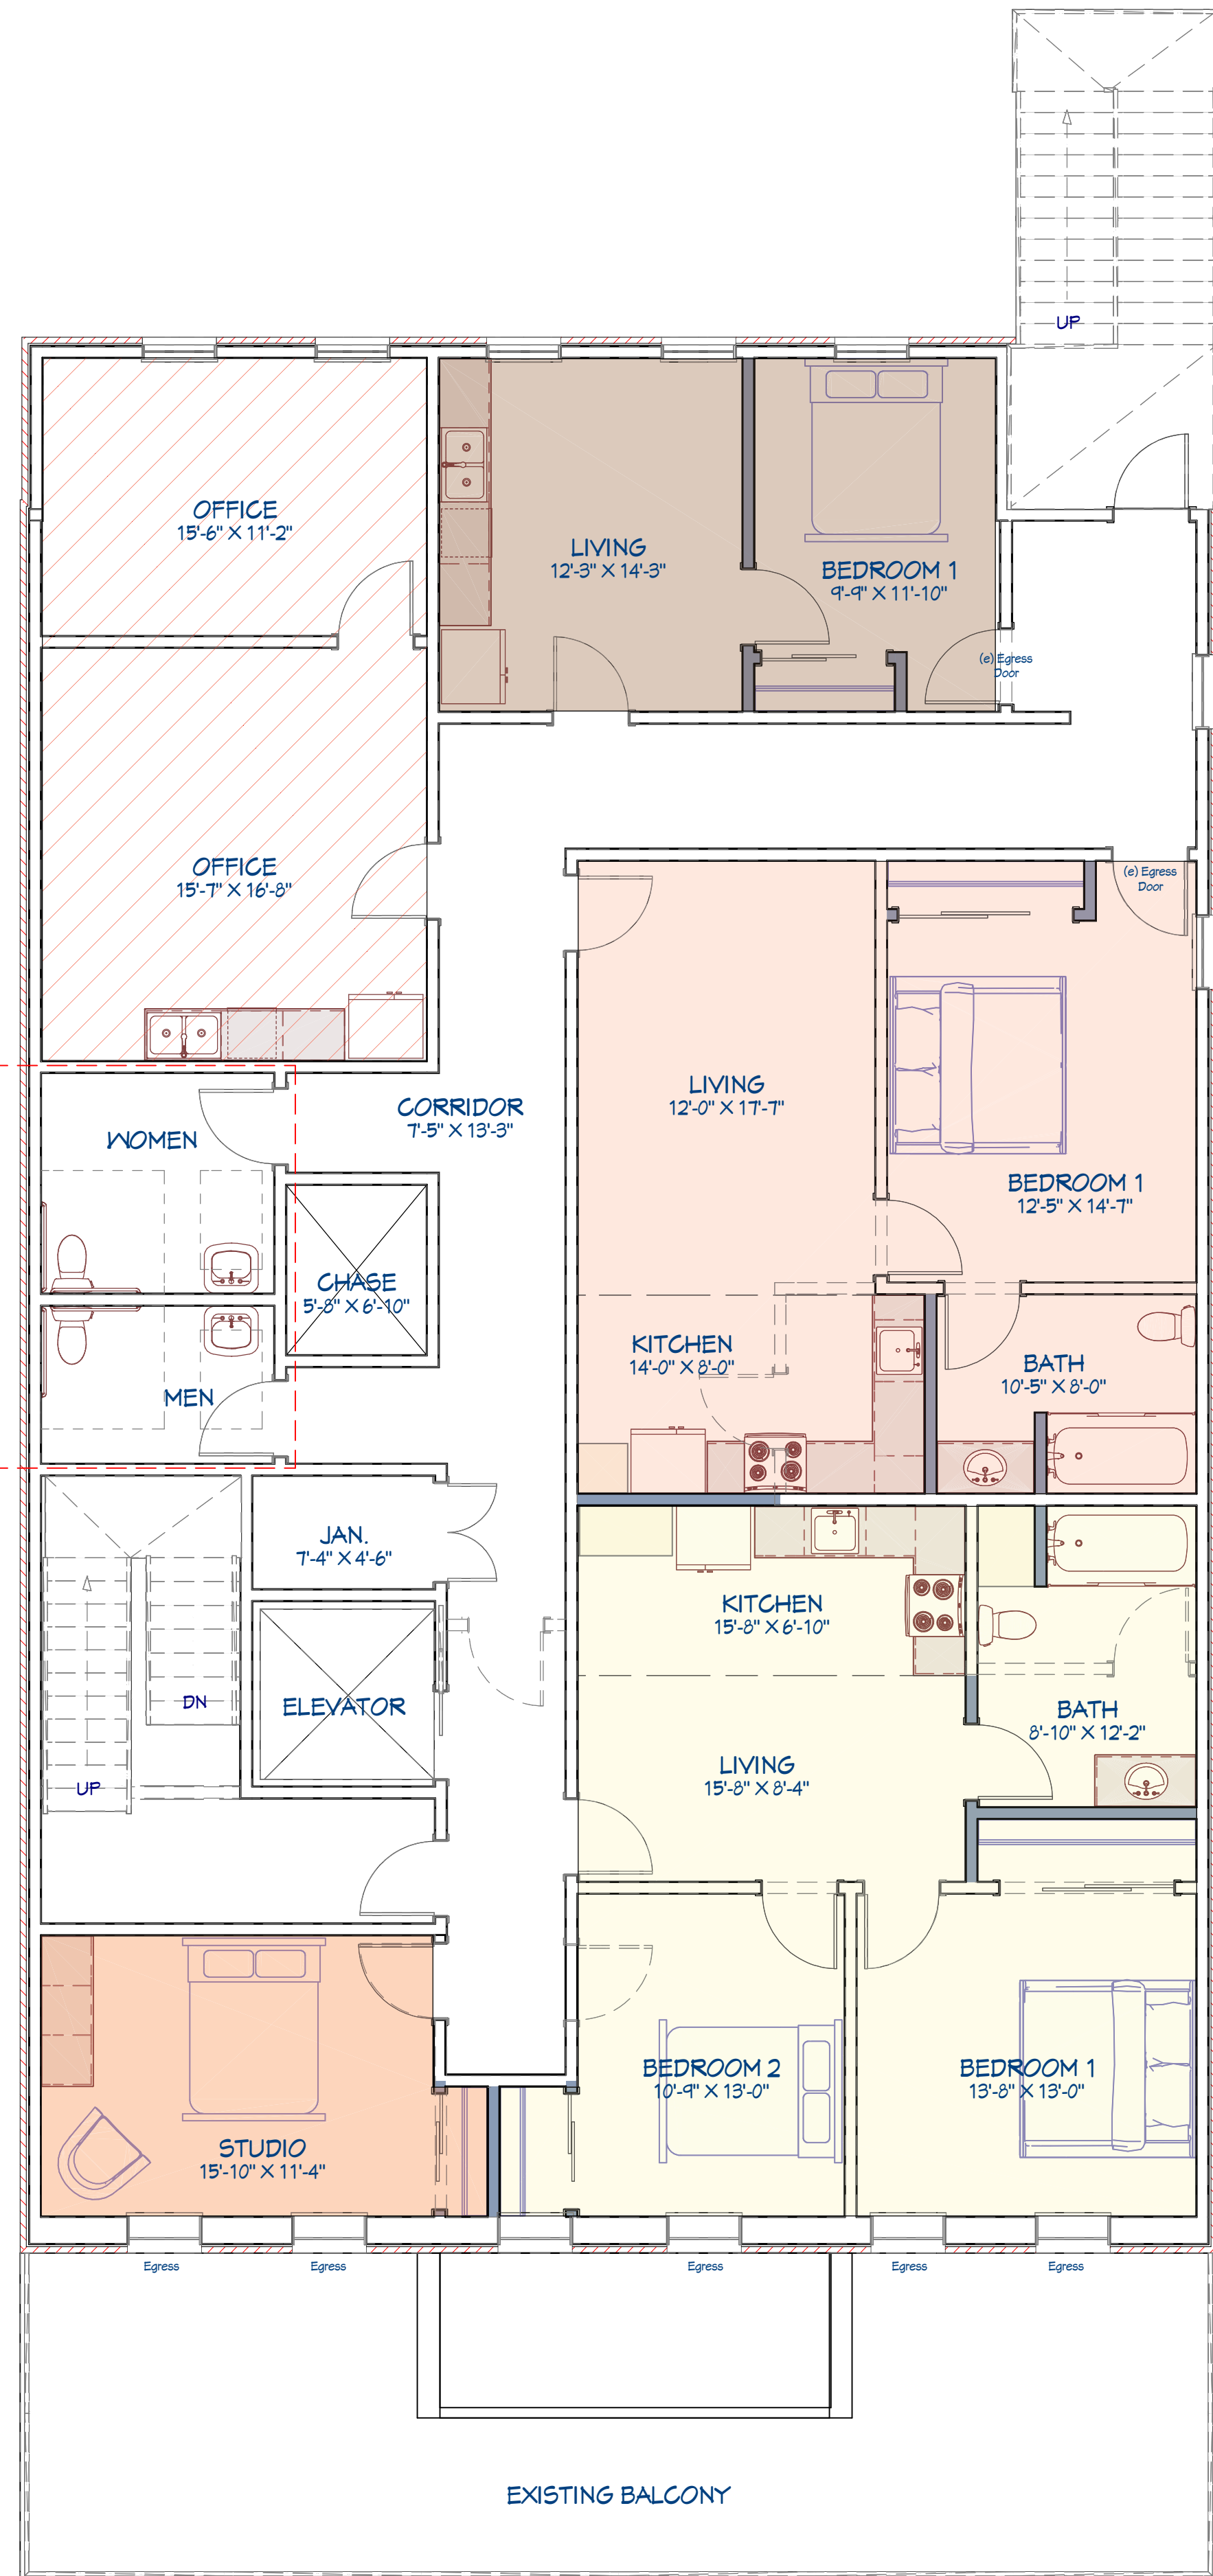 UP
OFFICE
15'-6" X 11'-2"
LIVING
12'-3" X 14'-3"
BEDROOM 1
9'-9" X 11'-10"
(e) Egress
Door
OFFICE
15'-7" X 16'-8"
(e) Egress
Door
LIVING
12'-0" X 17'-7"
CORRIDOR
7'-5" X 13'-3"
WOMEN
BEDROOM 1
12'-5" X 14'-7"
CHASE
5'-8" X 6'-10"
KITCHEN
14'-0" X 8'-0"
BATH
10'-5" X 8'-0"
MEN
JAN.
7'-4" X 4'-6"
KITCHEN
15'-8" X 6'-10"
DN
ELEVATOR
BATH
8'-10" X 12'-2"
LIVING
15'-8" X 8'-4"
UP
BEDROOM 2
10'-9" X 13'-0"
BEDROOM 1
13'-8" X 13'-0"
STUDIO
15'-10" X 11'-4"
Egress
Egress
Egress
Egress
Egress
EXISTING BALCONY